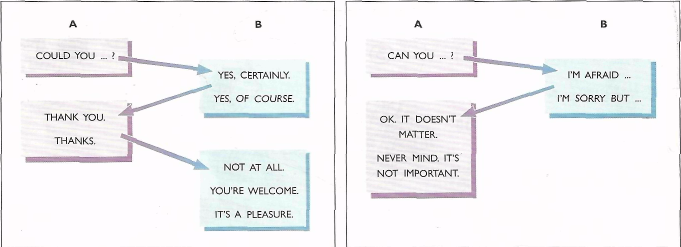 A
B
COULD YOU ... ?
YES, CERTAINLY.
YES, OF COURSE.
THANK YOU.
THANKS.
NOT AT ALL.
YOU'RE WELCOME.
IT'S A PLEASURE.
A
B
CAN YOU ... ?
I'M AFRAID ...
I'M SORRY BUT ...
OK. IT DOESN'T
MATTER.
NEVER MIND. IT'S
NOT IMPORTANT.